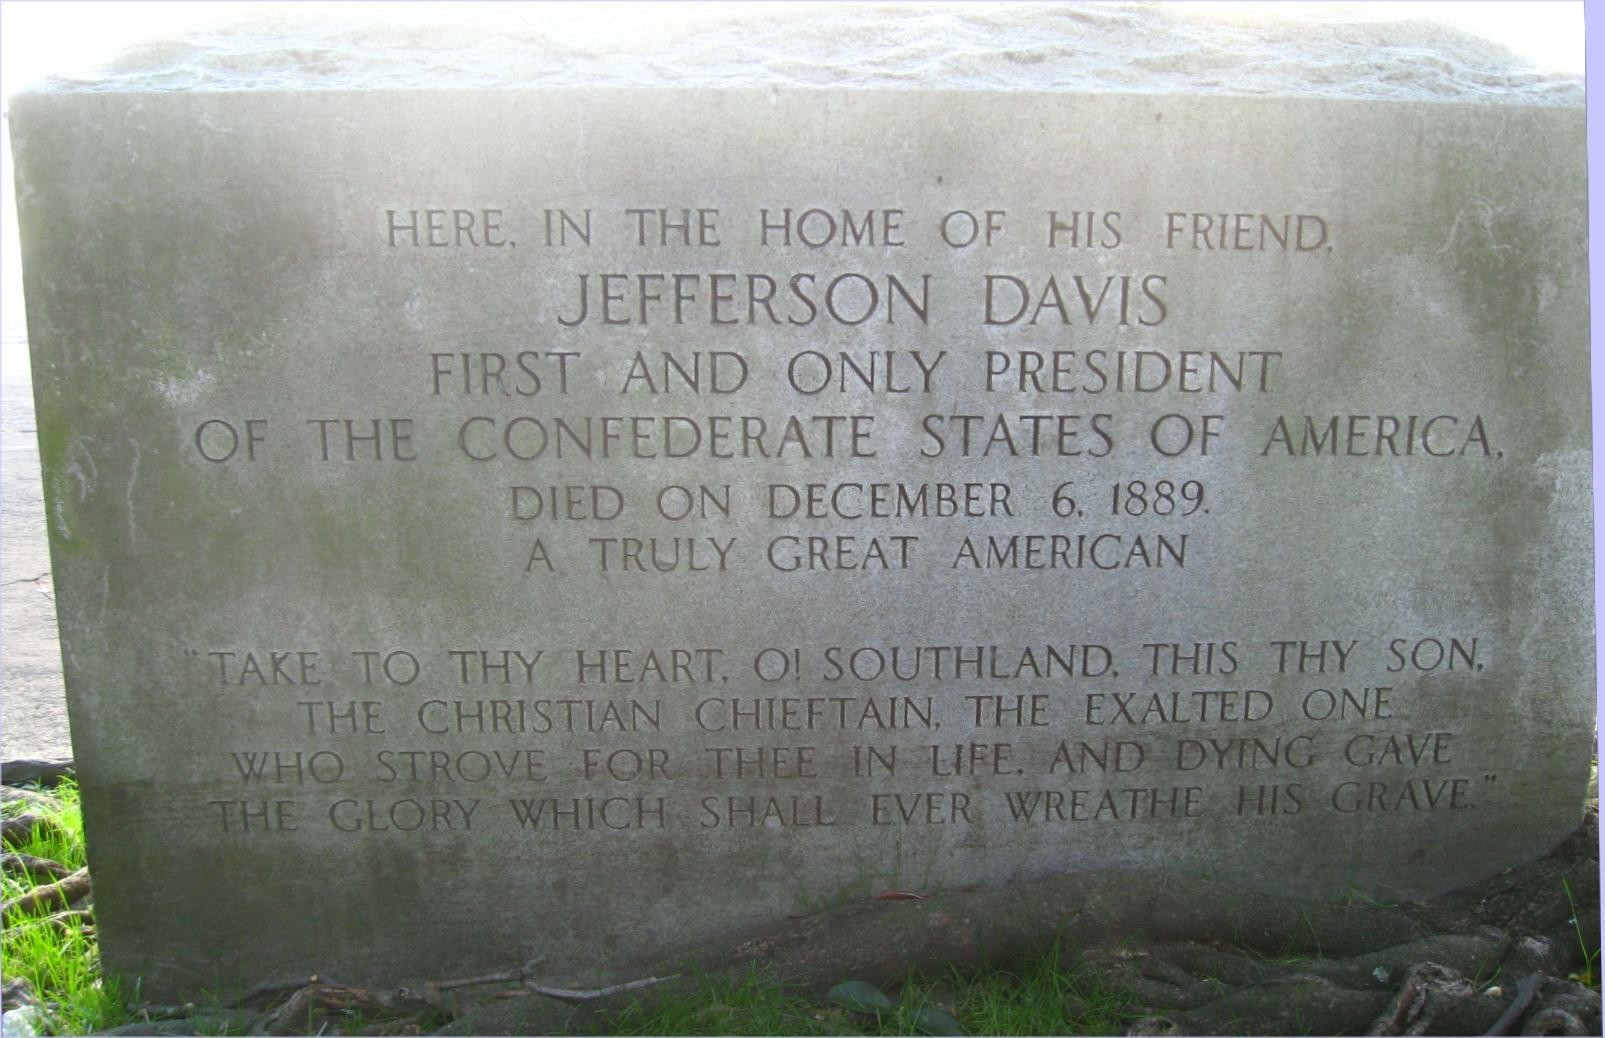 HERE, IN THE HOME OF HIS FRIEND,
JEFFERSON DAVIS
FIRST AND ONLY PRESIDENT
OF THE CONFEDERATE STATES OF AMERICA,
DIED ON DECEMBER 6, 1889.
A TRULY GREAT AMERICAN
"TAKE TO THY HEART, O! SOUTHLAND, THIS THY SON,
THE CHRISTIAN CHIEFTAIN, THE EXALTED ONE
WHO STROVE FOR THEE IN LIFE, AND DYING GAVE
THE GLORY WHICH SHALL EVER WREATHE HIS GRAVE."